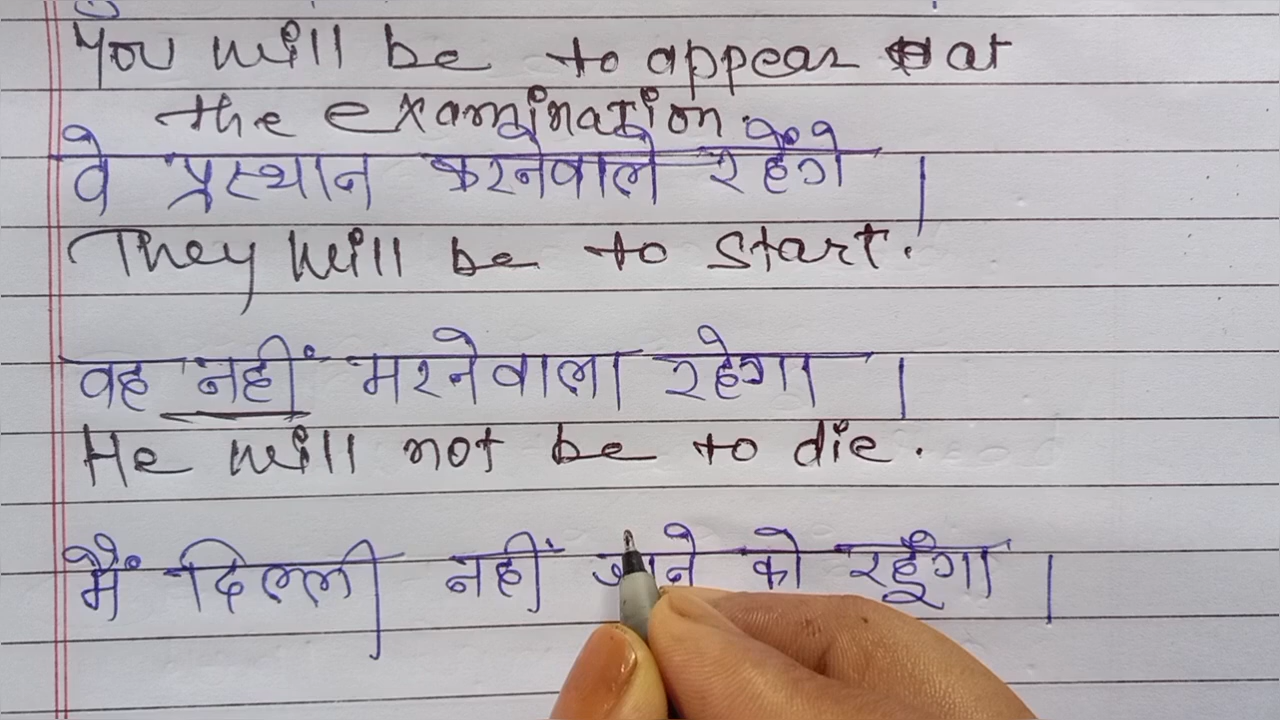 You will be to appear at
the examination.
वे प्रस्थान करनेवाले रहेंगे ।
They will be to start.
वह नहीं मरनेवाला रहेगा ।
He will not be to die.
मैं दिल्ली नहीं जाने को रहूँगा ।